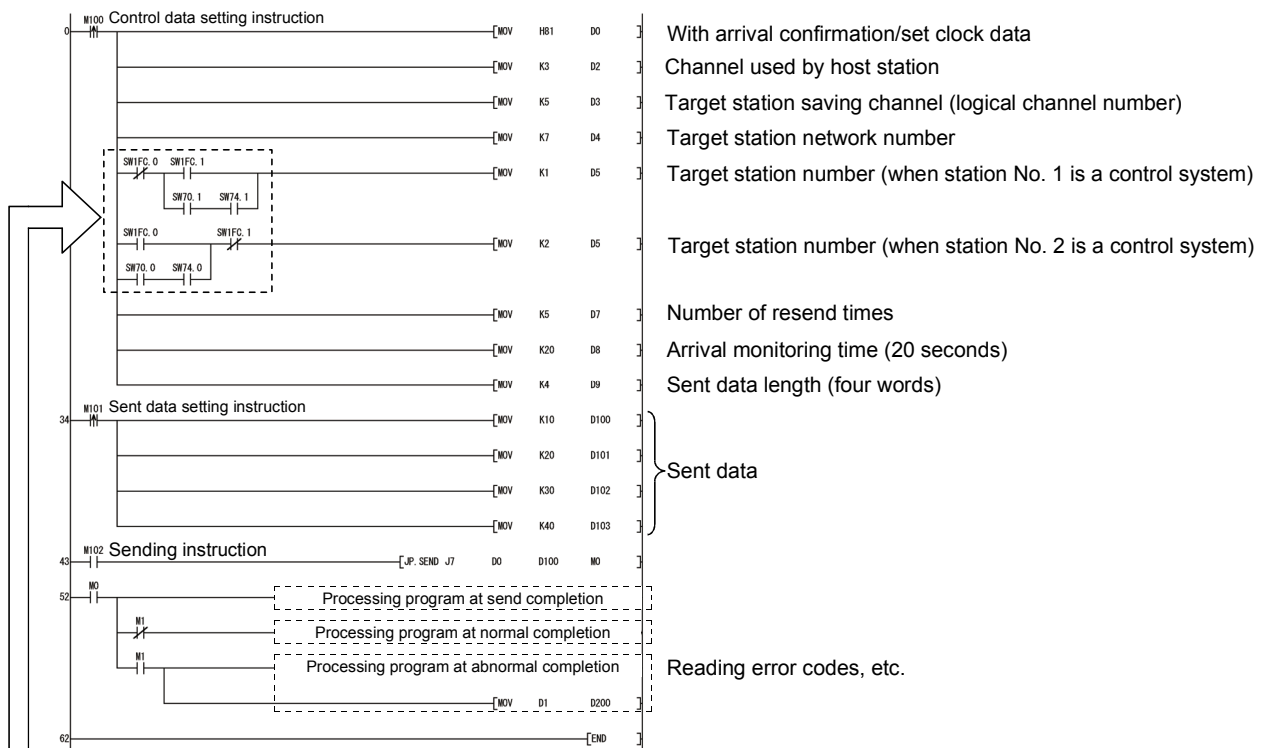 M100 Control data setting instruction
0 [MOV H81 D0 ] With arrival confirmation/set clock data
[MOV K3 D2 ] Channel used by host station
[MOV K5 D3 ] Target station saving channel (logical channel number)
[MOV K7 D4 ] Target station network number
SW1FC. 0 SW1FC. 1
[MOV K1 D5 ] Target station number (when station No. 1 is a control system)
SW70. 1 SW74. 1
SW1FC. 0 SW1FC. 1
[MOV K2 D5 ] Target station number (when station No. 2 is a control system)
SW70. 0 SW74. 0
[MOV K5 D7 ] Number of resend times
[MOV K20 D8 ] Arrival monitoring time (20 seconds)
[MOV K4 D9 ] Sent data length (four words)
M101 Sent data setting instruction
34 [MOV K10 D100 ]
[MOV K20 D101 ]
Sent data
[MOV K30 D102 ]
[MOV K40 D103 ]
M102 Sending instruction
43 [JP. SEND J7 D0 D100 M0 ]
M0
52 Processing program at send completion
M1
Processing program at normal completion
M1
Processing program at abnormal completion Reading error codes, etc.
[MOV D1 D200 ]
62 [END ]